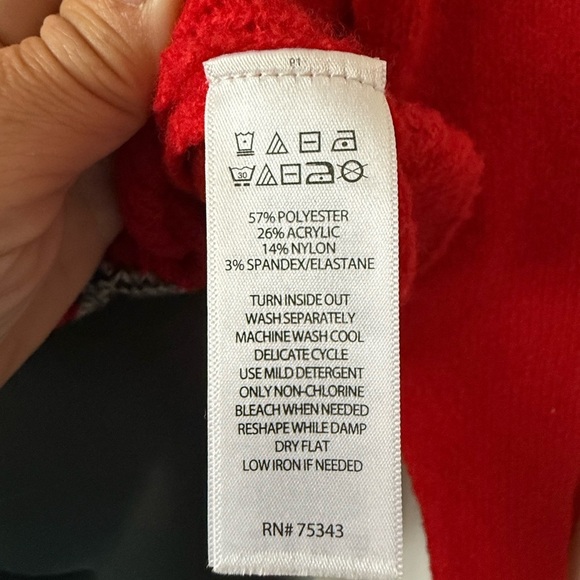 P1
30
57% POLYESTER
26% ACRYLIC
14% NYLON
3% SPANDEX/ELASTANE
TURN INSIDE OUT
WASH SEPARATELY
MACHINE WASH COOL
DELICATE CYCLE
USE MILD DETERGENT
ONLY NON-CHLORINE
BLEACH WHEN NEEDED
RESHAPE WHILE DAMP
DRY FLAT
LOW IRON IF NEEDED
RN# 75343